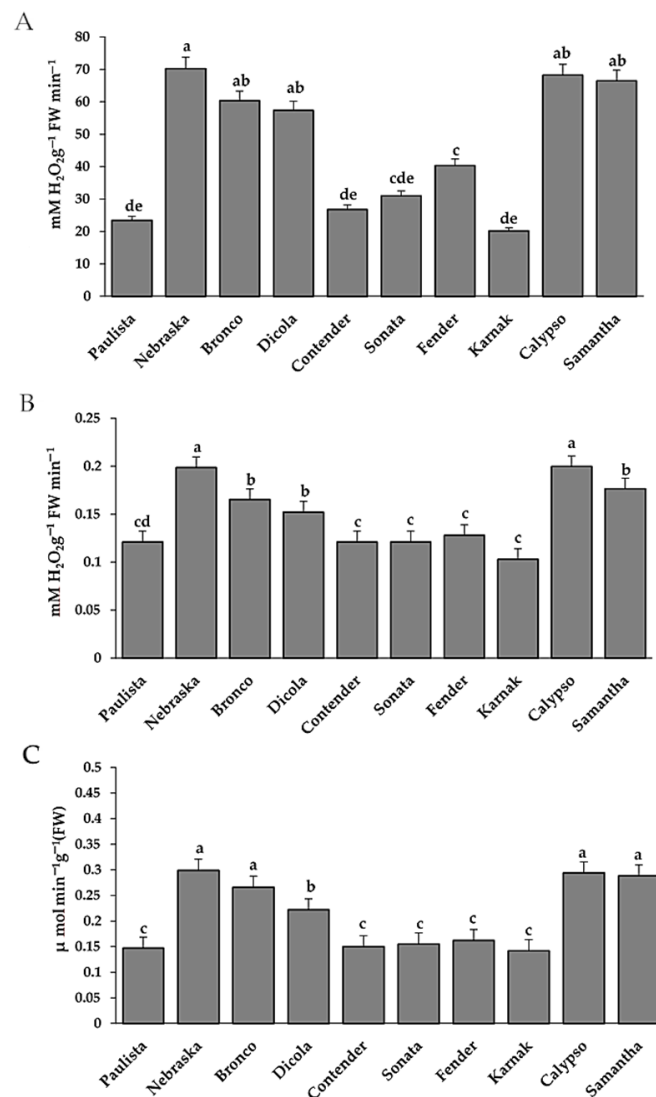 A
mM H₂O₂g⁻¹ FW min⁻¹
80
70
60
50
40
30
20
10
0
de
a
ab
ab
de
cde
c
de
ab
ab
Paulista
Nebraska
Bronco
Dicola
Contender
Sonata
Fender
Karnak
Calypso
Samantha
B
mM H₂O₂g⁻¹ FW min⁻¹
0.25
0.2
0.15
0.1
0.05
0
cd
a
b
b
c
c
c
c
a
b
Paulista
Nebraska
Bronco
Dicola
Contender
Sonata
Fender
Karnak
Calypso
Samantha
C
µ mol min⁻¹g⁻¹(FW)
0.5
0.45
0.4
0.35
0.3
0.25
0.2
0.15
0.1
0.05
0
c
a
a
b
c
c
c
c
a
a
Paulista
Nebraska
Bronco
Dicola
Contender
Sonata
Fender
Karnak
Calypso
Samantha